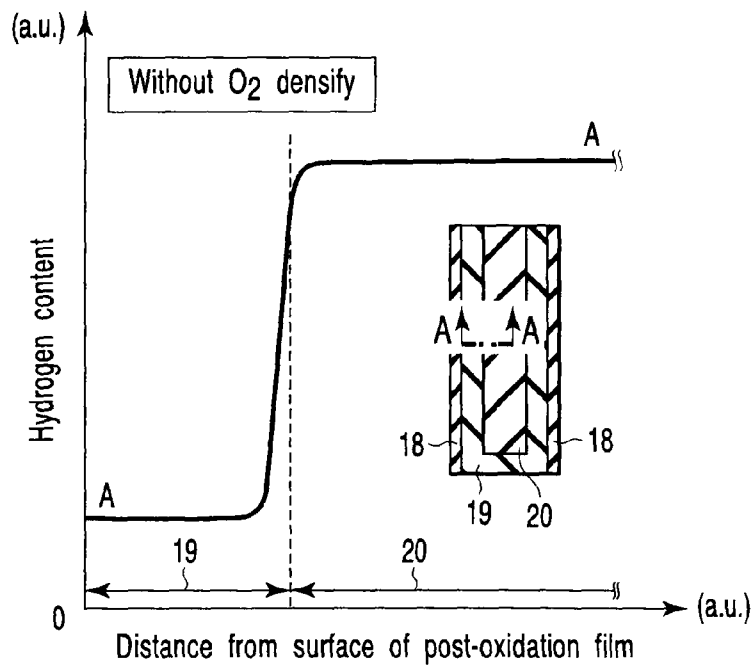 (a.u.)
Without O2 densify
A
Hydrogen content
A A
18 18
19 20
A
19 20
0
(a.u.)
Distance from surface of post-oxidation film